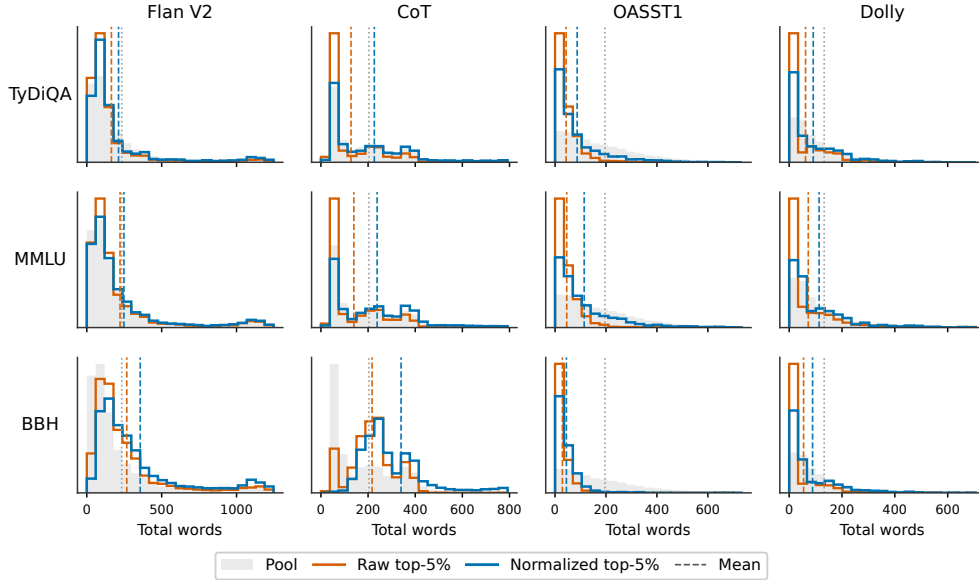 Flan V2 CoT OASST1 Dolly
TyDiQA
MMLU
BBH
0 500 1000 0 200 400 600 800 0 200 400 600 0 200 400 600
Total words Total words Total words Total words
Pool Raw top-5% Normalized top-5% Mean